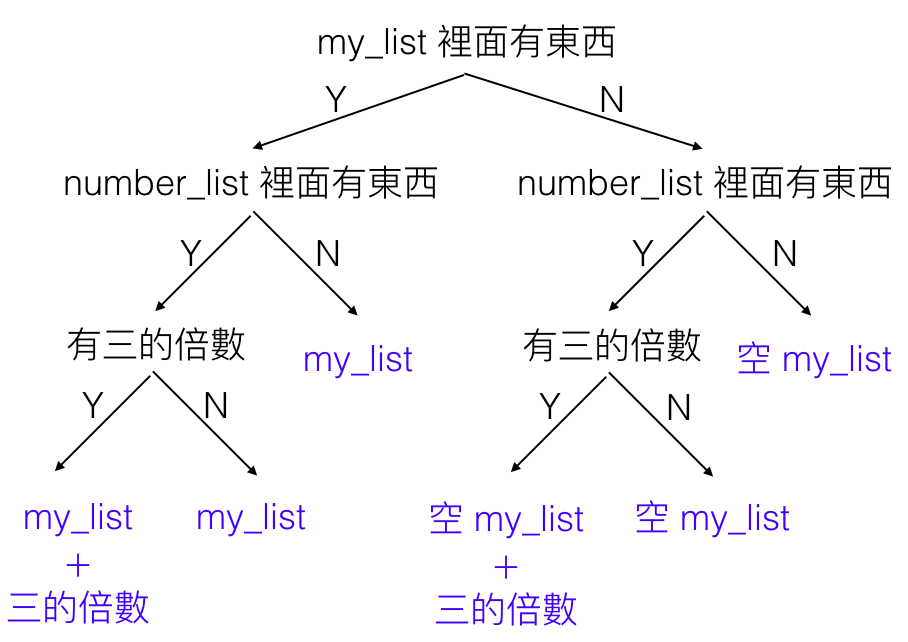 my_list 裡面有東西
Y
N
number_list 裡面有東西
number_list 裡面有東西
Y
N
Y
N
有三的倍數
my_list
有三的倍數
空 my_list
Y
N
Y
N
my_list
+
三的倍數
my_list
空 my_list
+
三的倍數
空 my_list